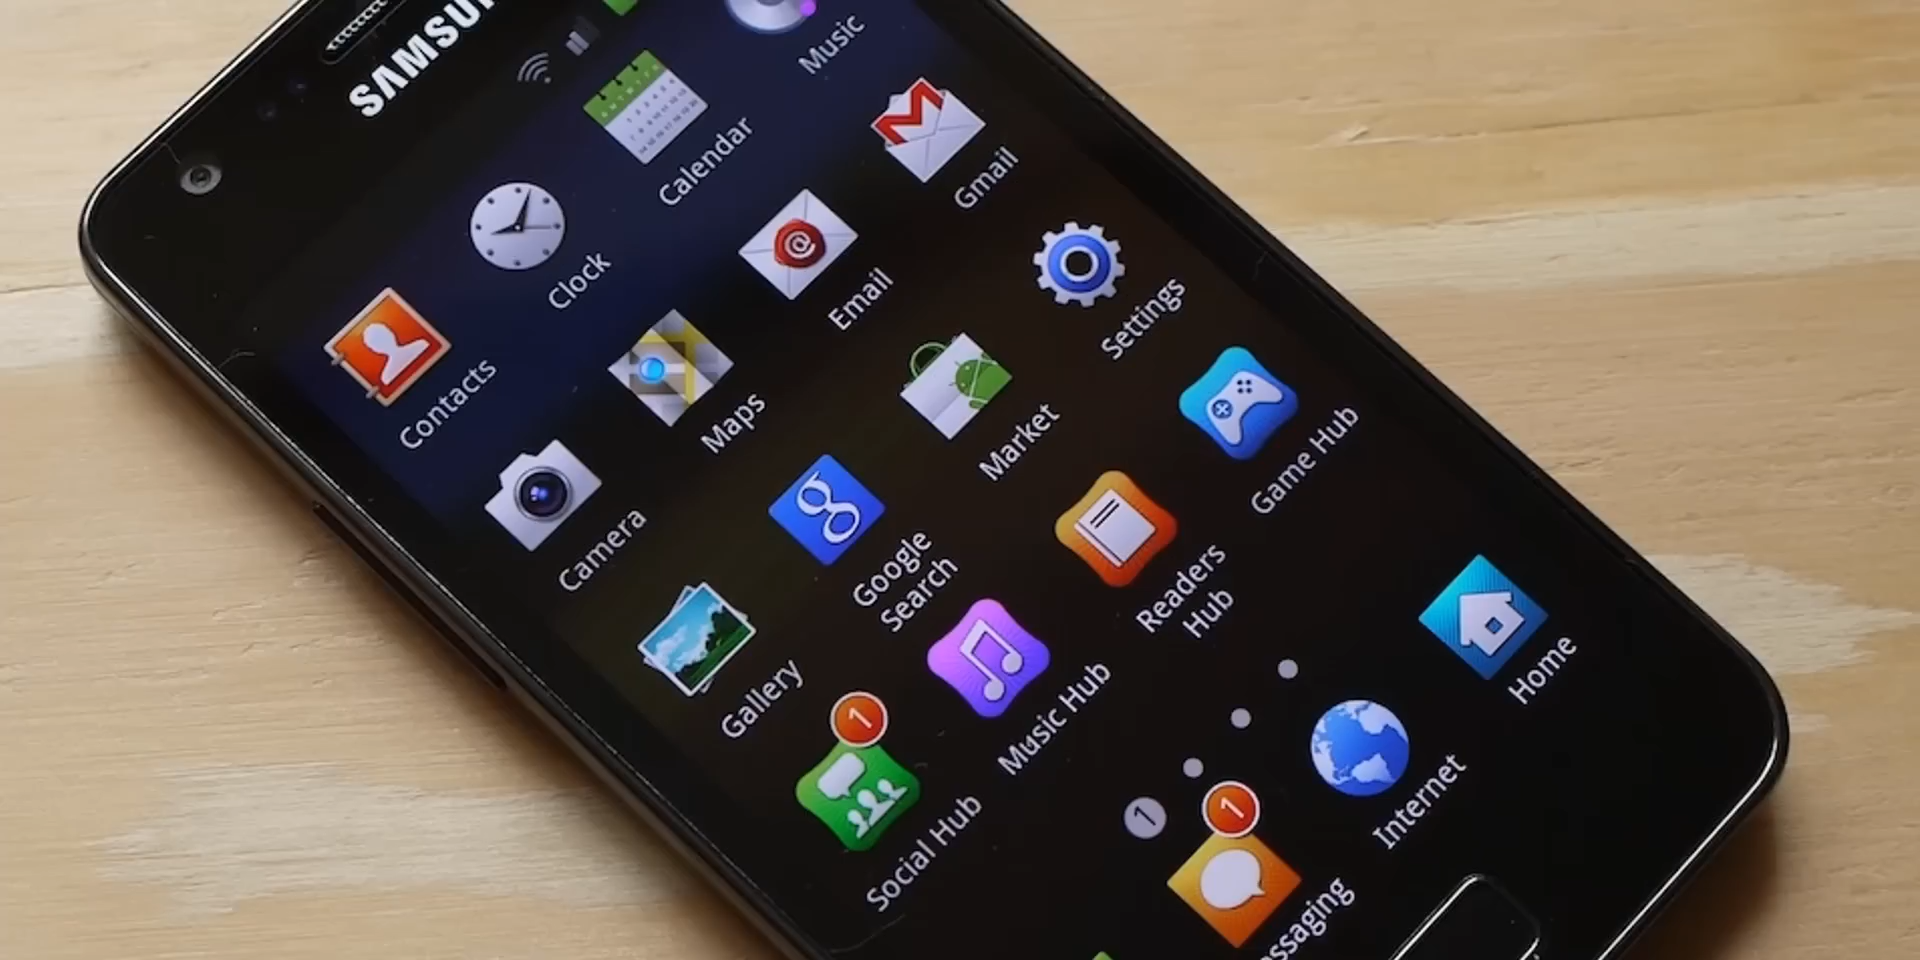 SAMSU
Contacts
Clock
Calendar
Music
Camera
Maps
Email
Gmail
Gallery
Google
Search
Market
Settings
Social Hub
Music Hub
Readers
Hub
Game Hub
1
1
1
ssaging
Internet
Home